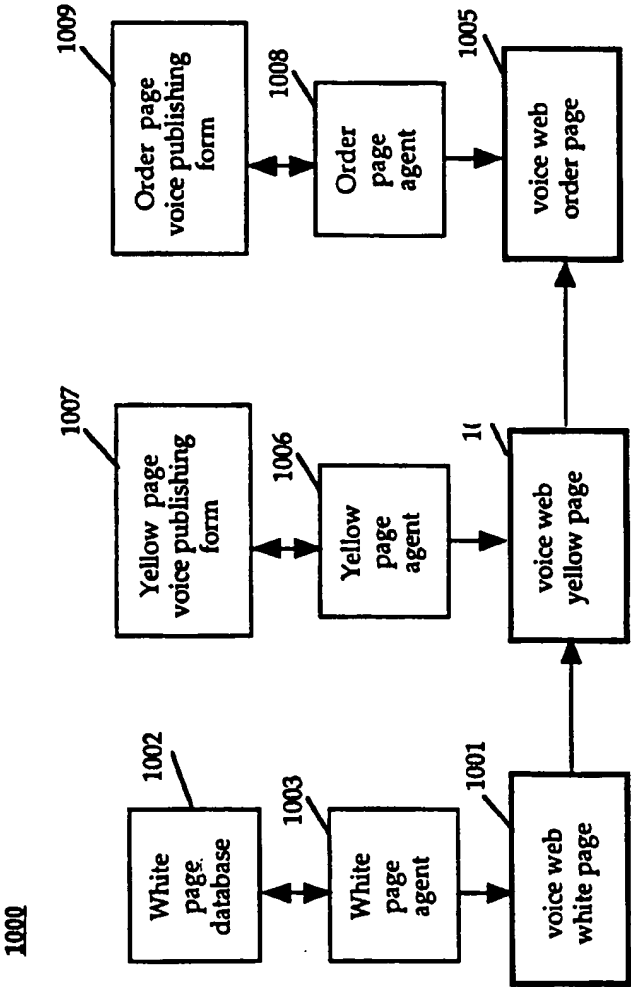 1000
1002
White
page
database
1003
White
page
agent
1001
voice web
white page
1007
Yellow page
voice publishing
form
1006
Yellow
page
agent
voice web
yellow page
1009
Order page
voice publishing
form
1008
Order
page
agent
1005
voice web
order page